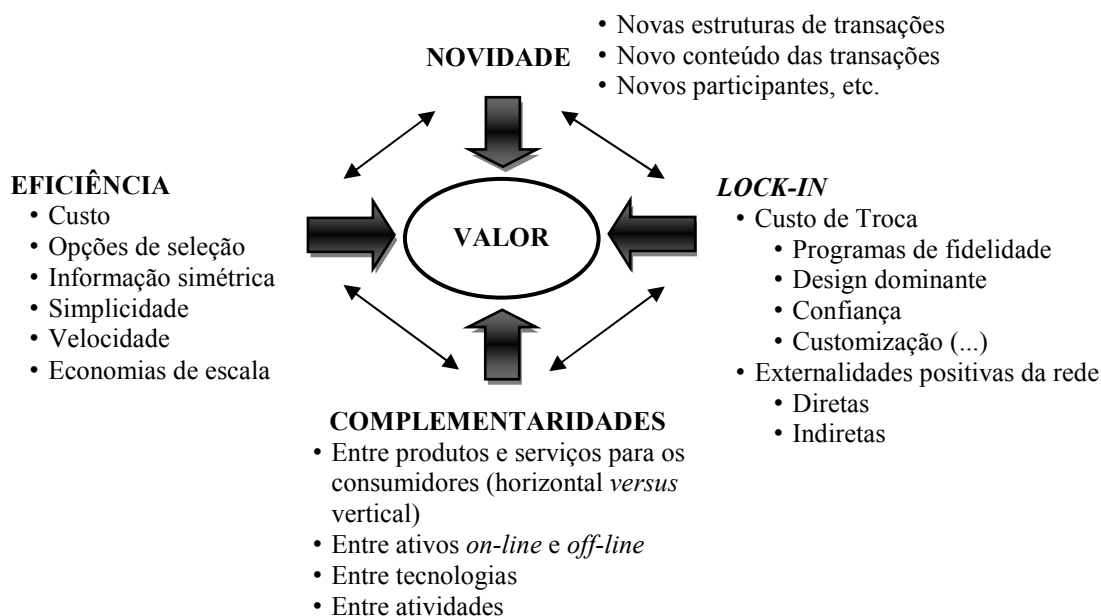 NOVIDADE
• Novas estruturas de transações
• Novo conteúdo das transações
• Novos participantes, etc.
EFICIÊNCIA
• Custo
• Opções de seleção
• Informação simétrica
• Simplicidade
• Velocidade
• Economias de escala
VALOR
LOCK-IN
• Custo de Troca
• Programas de fidelidade
• Design dominante
• Confiança
• Customização (...)
• Externalidades positivas da rede
• Diretas
• Indiretas
COMPLEMENTARIDADES
• Entre produtos e serviços para os
consumidores (horizontal versus
vertical)
• Entre ativos on-line e off-line
• Entre tecnologias
• Entre atividades